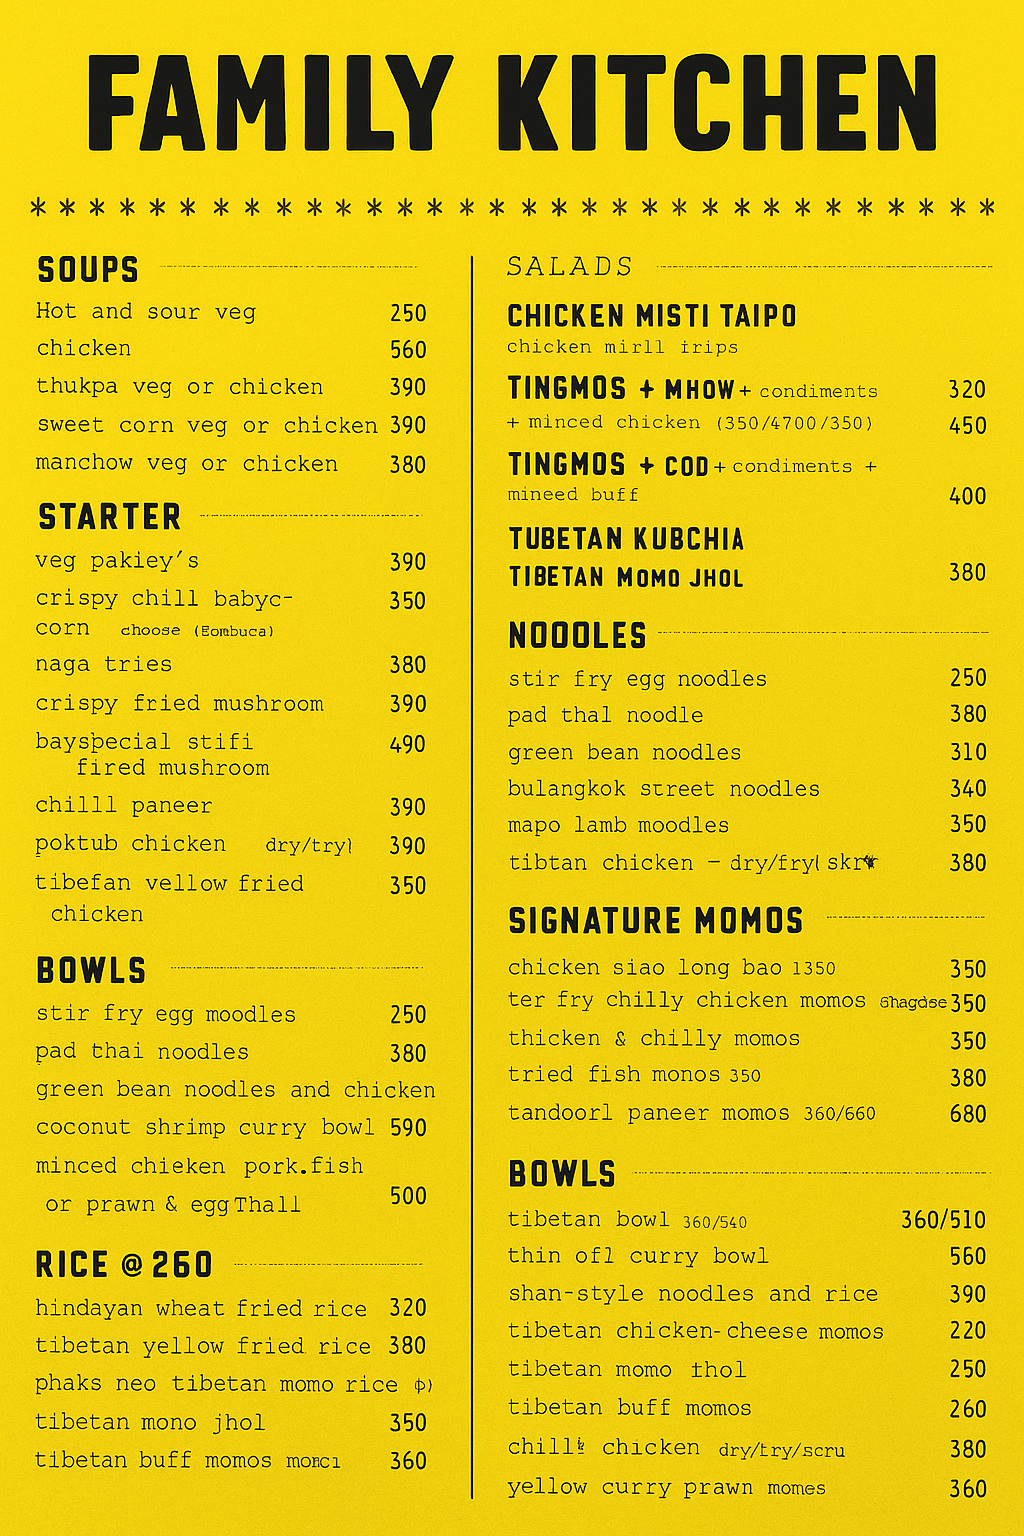 FAMILY KITCHEN
* * * * * * * * * * * * * * * * * * * * * * * * * * * * * * * *
SOUPS
Hot and sour veg 250
chicken 560
thukpa veg or chicken 390
sweet corn veg or chicken 390
manchow veg or chicken 380
STARTER
veg pakiey's 390
crispy chill babyc- 350
corn choose (Eombuca)
naga tries 380
crispy fried mushroom 390
bayspecial stifi 490
fired mushroom
chilll paneer 390
poktub chicken dry/try) 390
tibefan vellow fried 350
chicken
BOWLS
stir fry egg moodles 250
pad thai noodles 380
green bean noodles and chicken
coconut shrimp curry bowl 590
minced chieken pork.fish
or prawn & egg Thall 500
RICE @ 260
hindayan wheat fried rice 320
tibetan yellow fried rice 380
phaks neo tibetan momo rice
tibetan mono jhol 350
tibetan buff momos 360
SALADS
CHICKEN MISTI TAIPO
chicken mirll irips
TINGMOS + MHOW + condiments 320
+ minced chicken (350/4700/350) 450
TINGMOS + COD + condiments +
mineed buff 400
TUBETAN KUBCHIA
TIBETAN MOMO JHOL 380
NOOOLES
stir fry egg noodles 250
pad thal noodle 380
green bean noodles 310
bulangkok street noodles 340
mapo lamb moodles 350
tibtan chicken – dry/fry( 380
SIGNATURE MOMOS
chicken siao long bao 1350 350
ter fry chilly chicken momos 350
thicken & chilly momos 350
tried fish monos 350 380
tandoorl paneer momos 360/660 680
BOWLS
tibetan bowl 360/540 360/510
thin ofl curry bowl 560
shan-style noodles and rice 390
tibetan chicken-cheese momos 220
tibetan momo thol 250
tibetan buff momos 260
chicken dry/try/scru 380
yellow curry prawn momes 360